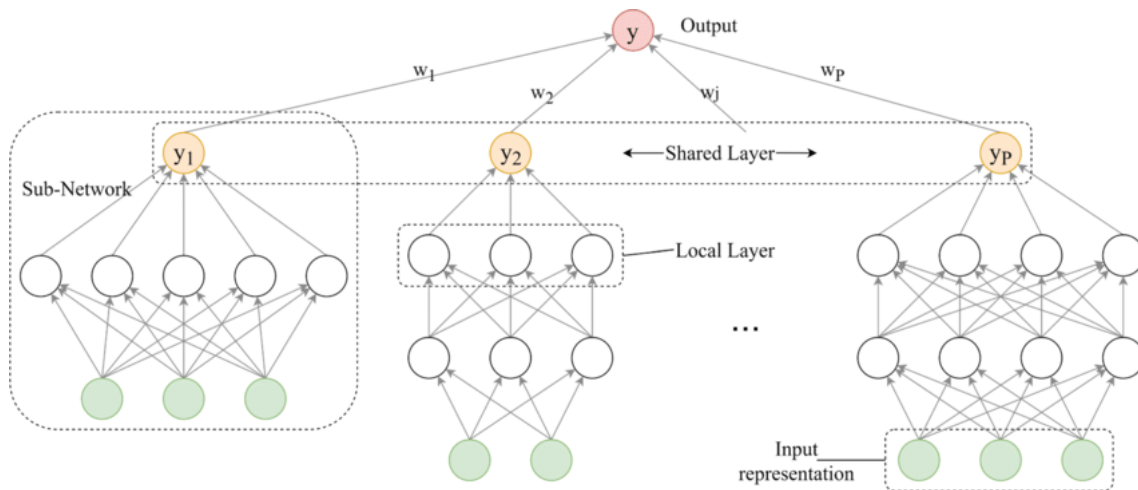 y
Output
w1
w2
wj
wP
y1
y2
Shared Layer
yP
Sub-Network
Local Layer
...
Input
representation